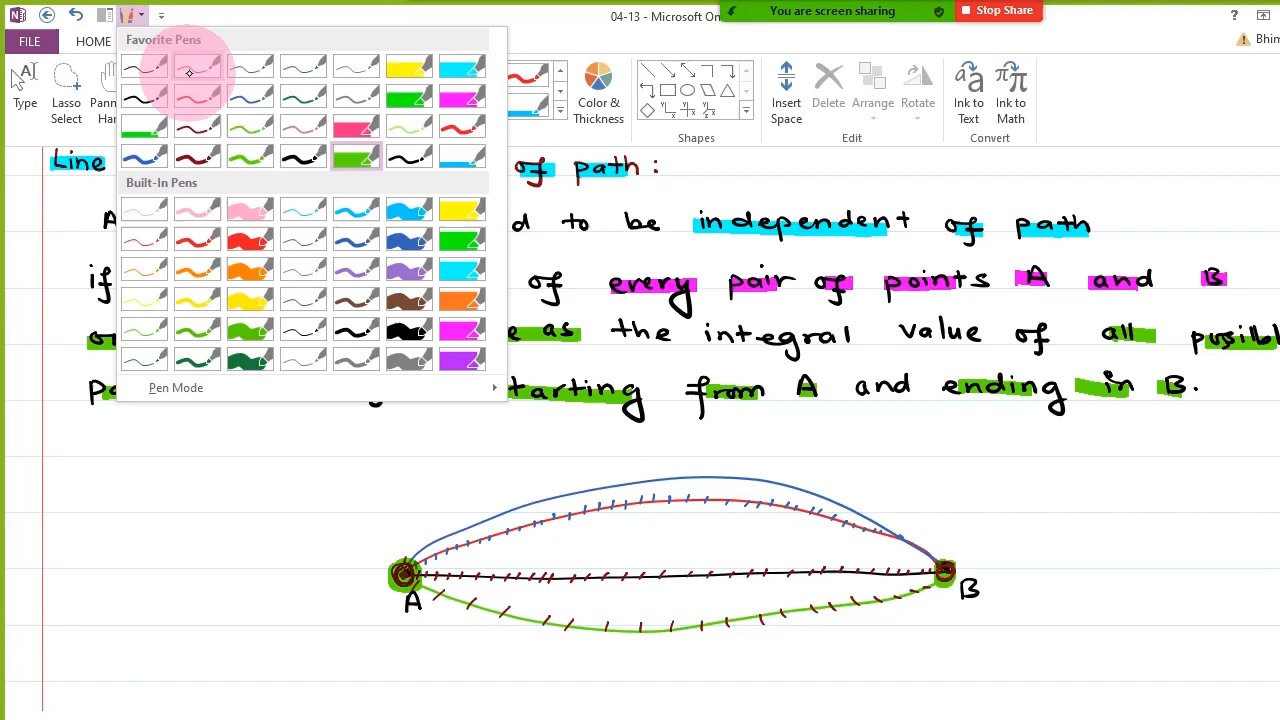 04-13 - Microsoft On
You are screen sharing
Stop Share
?
FILE
HOME
Bhim
Favorite Pens
Type
Lasso Select
Pann Han
Color & Thickness
Shapes
Insert Space
Delete
Arrange
Rotate
Edit
Ink to Text
Ink to Math
Convert
Built-In Pens
Pen Mode
Line of path :
A d to be independent of path
if of every pair of points A and B
as the integral value of all possibl
tarting from A and ending in B.
A
B